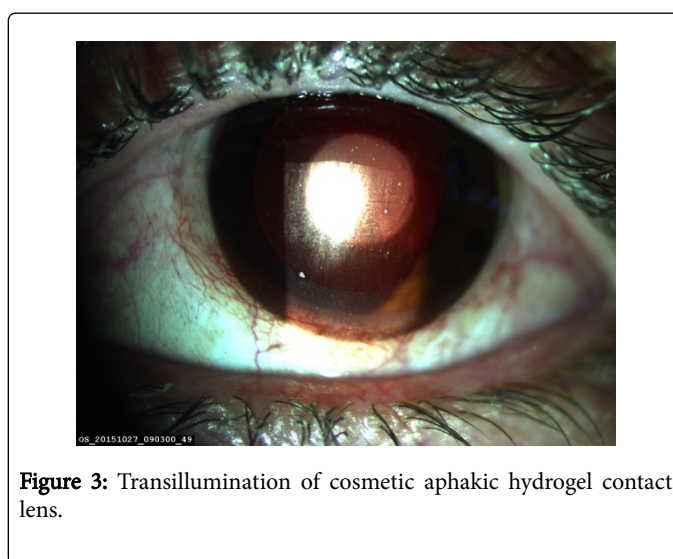 OS_20151027_090300_49
Figure 3: Transillumination of cosmetic aphakic hydrogel contact
lens.